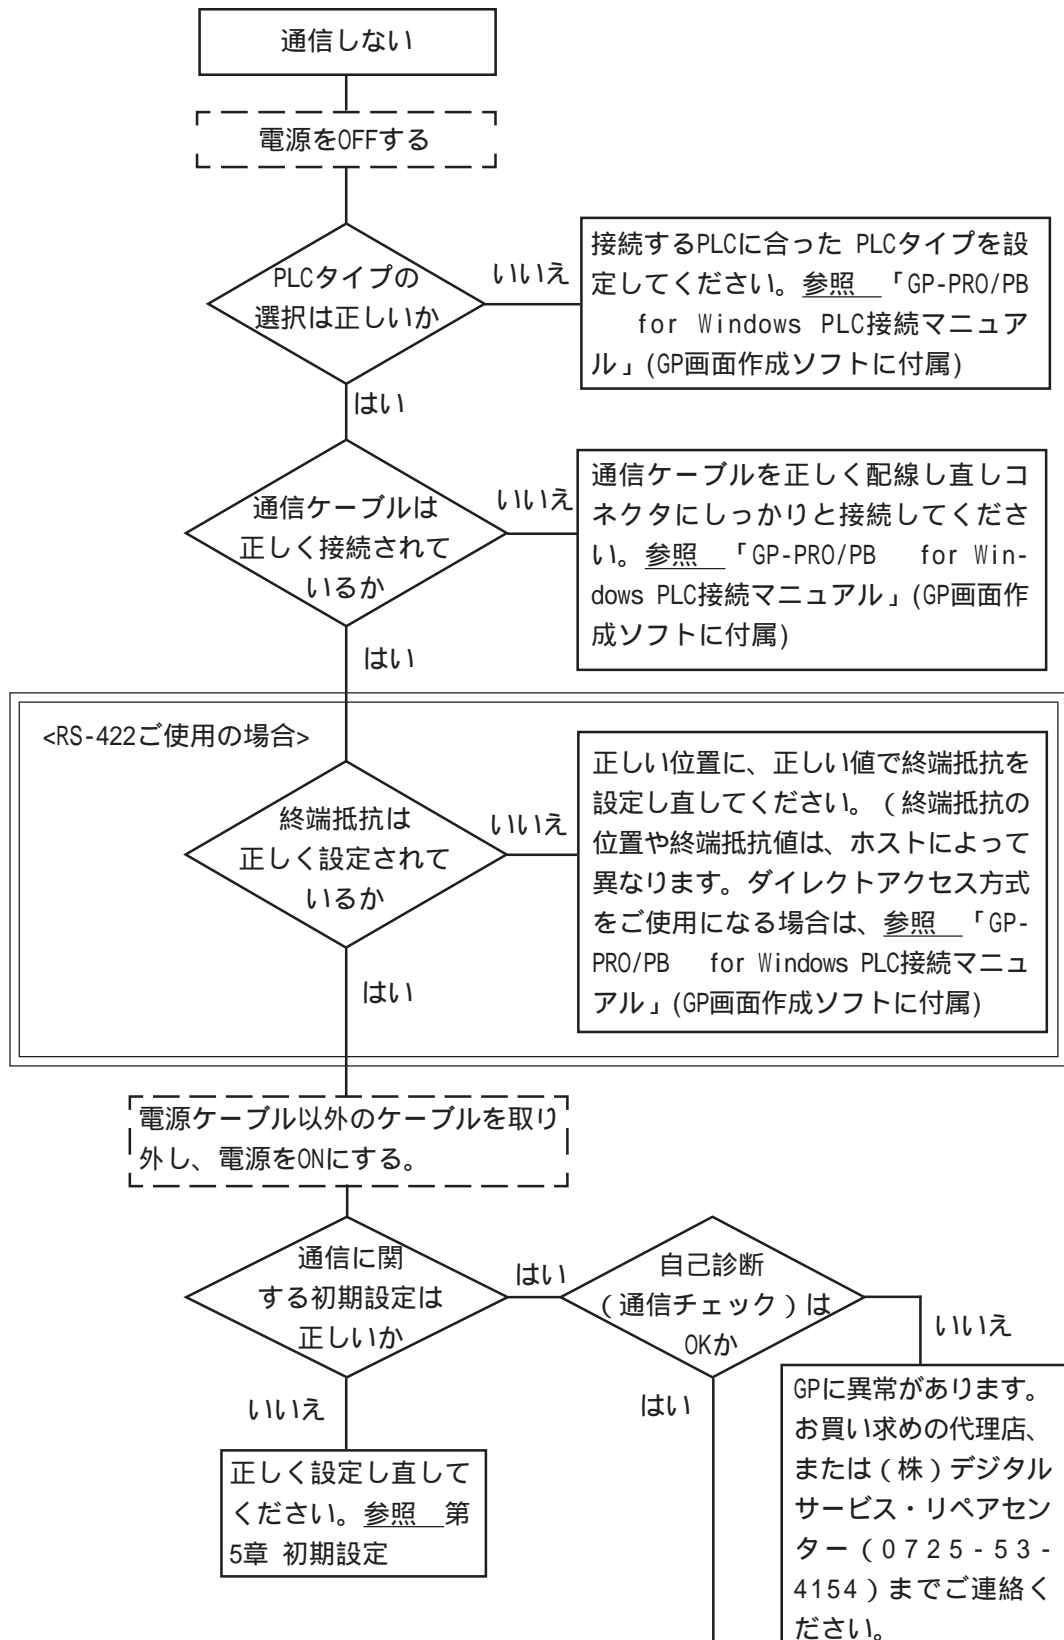 通信しない
電源をOFFする
PLCタイプの
選択は正しいか
いいえ
接続するPLCに合った PLCタイプを設
定してください。参照 「GP-PRO/PB
for Windows PLC接続マニュア
ル」(GP画面作成ソフトに付属)
はい
通信ケーブルは
正しく接続されて
いるか
いいえ
通信ケーブルを正しく配線し直しコ
ネクタにしっかりと接続してくださ
い。参照 「GP-PRO/PB for Win-
dows PLC接続マニュアル」(GP画面作
成ソフトに付属)
はい
<RS-422ご使用の場合>
終端抵抗は
正しく設定されて
いるか
いいえ
正しい位置に、正しい値で終端抵抗を
設定し直してください。(終端抵抗の
位置や終端抵抗値は、ホストによって
異なります。ダイレクトアクセス方式
をご使用になる場合は、参照 「GP-
PRO/PB for Windows PLC接続マニュ
アル」(GP画面作成ソフトに付属)
はい
電源ケーブル以外のケーブルを取り
外し、電源をONにする。
通信に関
する初期設定は
正しいか
はい
自己診断
(通信チェック)は
OKか
いいえ
いいえ
はい
正しく設定し直して
ください。参照 第
5章 初期設定
GPに異常があります。
お買い求めの代理店、
または(株)デジタル
サービス・リペアセン
ター(0725-53-
4154)までご連絡く
ださい。